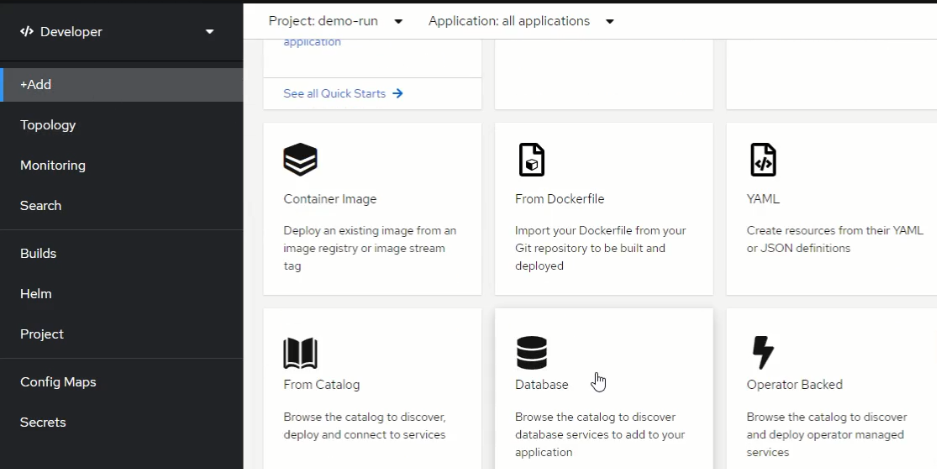 Developer
Project: demo-run
Application: all applications
+Add
Topology
Monitoring
Search
Builds
Helm
Project
Config Maps
Secrets
application
See all Quick Starts
Container Image
Deploy an existing image from an
image registry or image stream
tag
From Dockerfile
Import your Dockerfile from your
Git repository to be built and
deployed
YAML
Create resources from their YAML
or JSON definitions
From Catalog
Browse the catalog to discover,
deploy and connect to services
Database
Browse the catalog to discover
database services to add to your
application
Operator Backed
Browse the catalog to discover
and deploy operator managed
services